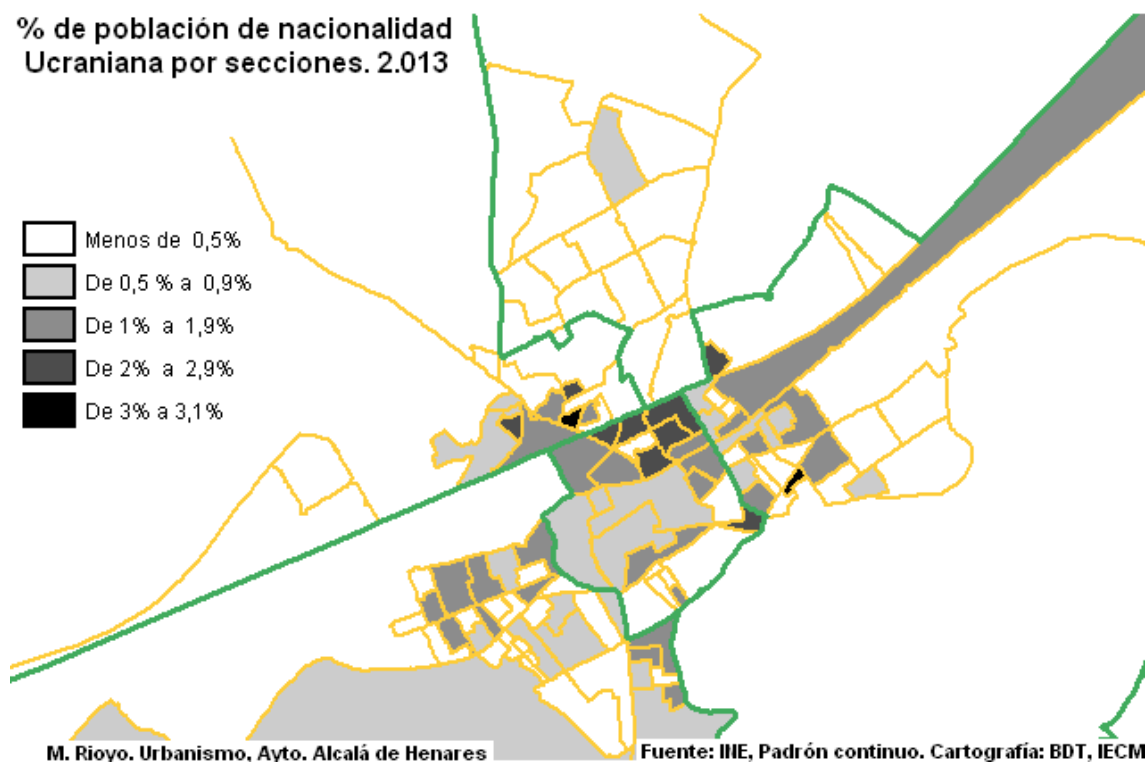 % de población de nacionalidad
Ucraniana por secciones. 2.013
Menos de 0,5%
De 0,5 % a 0,9%
De 1% a 1,9%
De 2% a 2,9%
De 3% a 3,1%
M. Rioyo. Urbanismo, Ayto. Alcalá de Henares
Fuente: INE, Padrón continuo. Cartografía: BDT, IECM